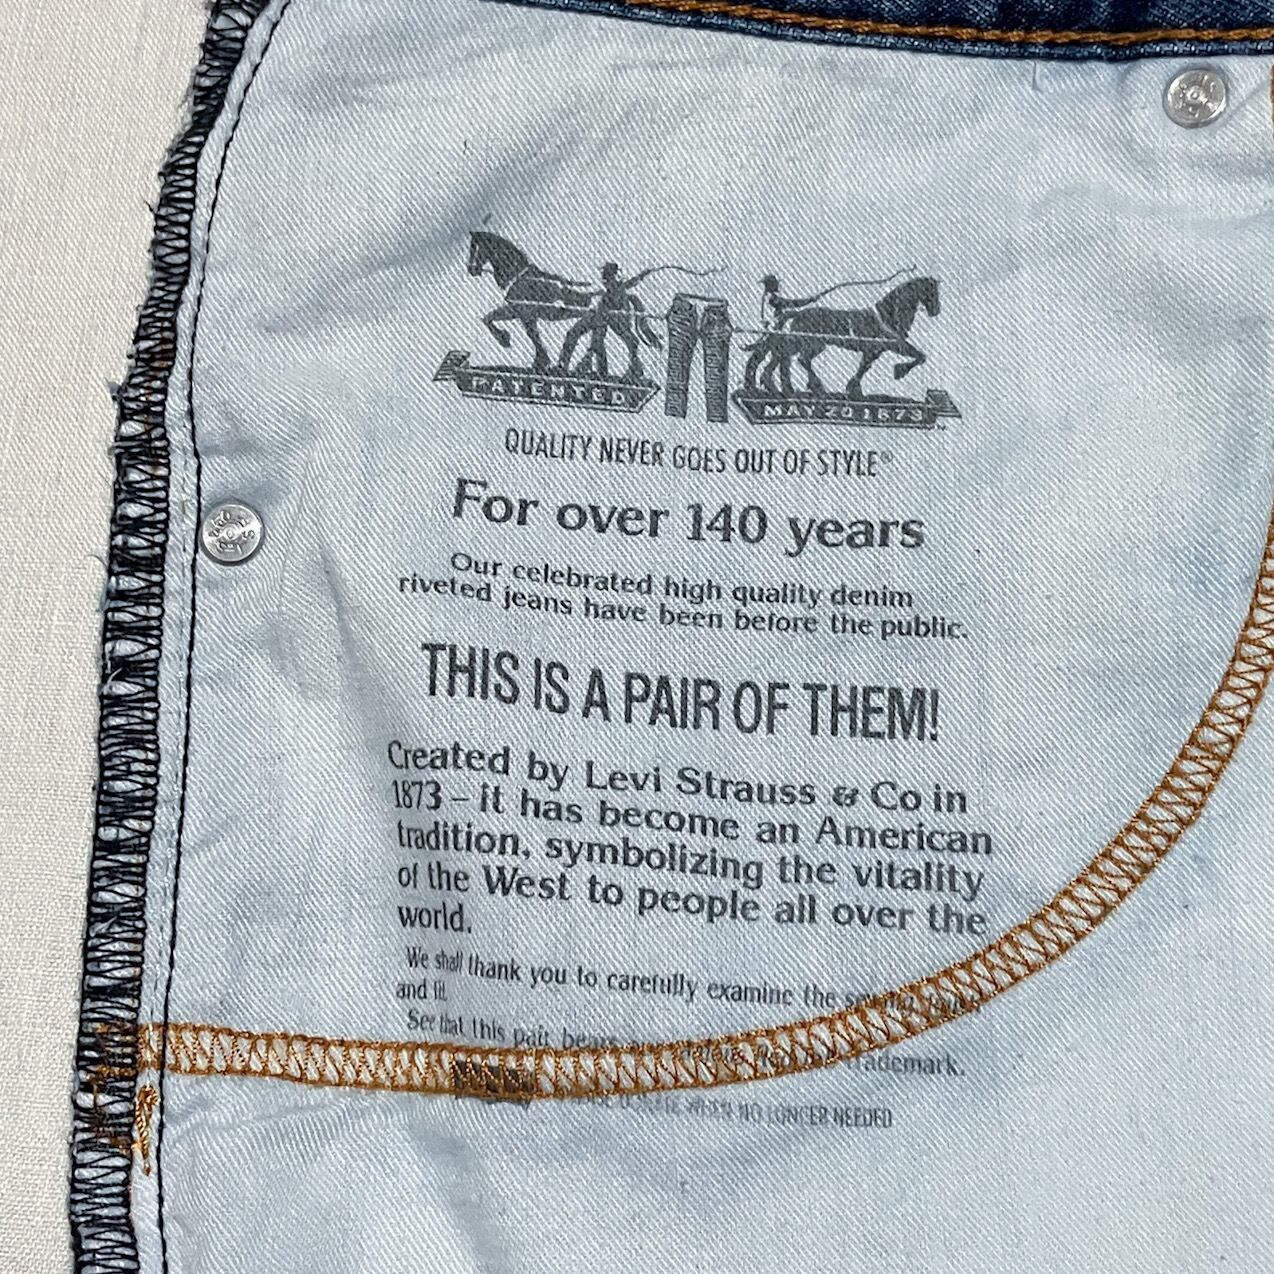 PATENTED
MAY 20 1873
QUALITY NEVER GOES OUT OF STYLE®
For over 140 years
Our celebrated high quality denim
riveted jeans have been before the public.
THIS IS A PAIR OF THEM!
Created by Levi Strauss & Co in
1873 – it has become an American
tradition, symbolizing the vitality
of the West to people all over the
world.
We shall thank you to carefully examine the
and fit.
See that this pair bears trademark.
WHEN NO LONGER NEEDED